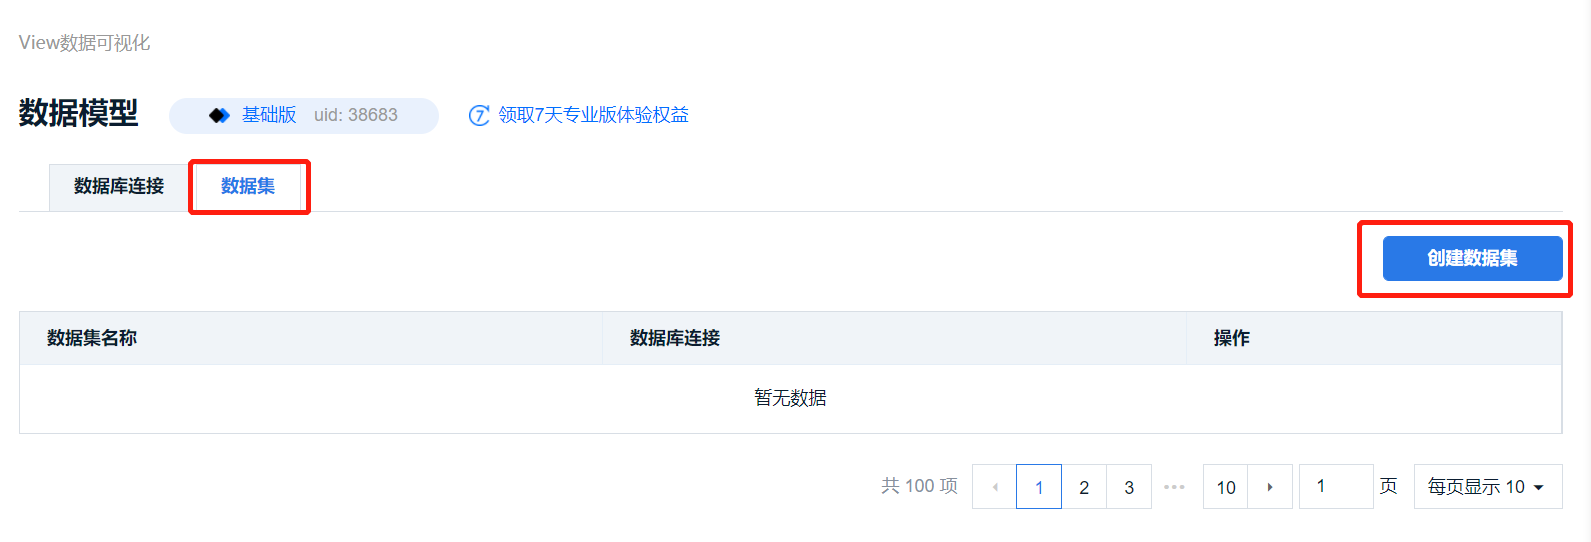 View数据可视化
数据模型 基础版 uid: 38683 7 领取7天专业版体验权益
数据库连接 数据集
创建数据集
数据集名称 数据库连接 操作
暂无数据
共 100 项 1 2 3 ••• 10 1 页 每页显示 10